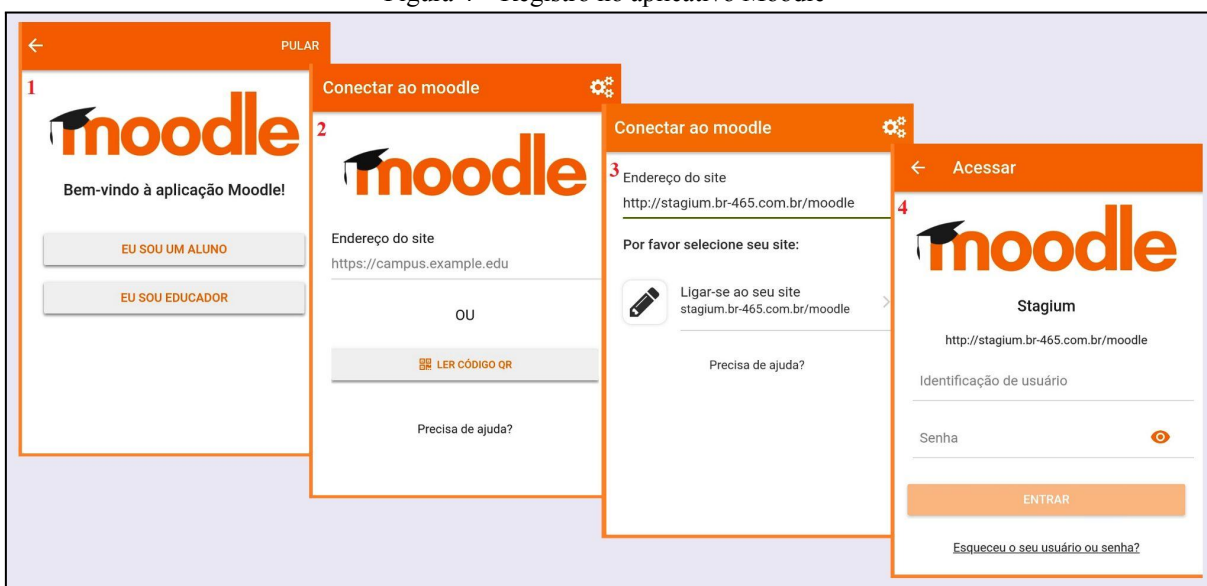 Figura 4 – Registro no aplicativo Moodle
PULAR
1
moodle
Bem-vindo à aplicação Moodle!
EU SOU UM ALUNO
EU SOU EDUCADOR
Conectar ao moodle
2
moodle
Endereço do site
https://campus.example.edu
OU
LER CÓDIGO QR
Precisa de ajuda?
Conectar ao moodle
3
Endereço do site
http://stagium.br-465.com.br/moodle
Por favor selecione seu site:
Ligar-se ao seu site
stagium.br-465.com.br/moodle
Precisa de ajuda?
Acessar
4
moodle
Stagium
http://stagium.br-465.com.br/moodle
Identificação de usuário
Senha
ENTRAR
Esqueceu o seu usuário ou senha?